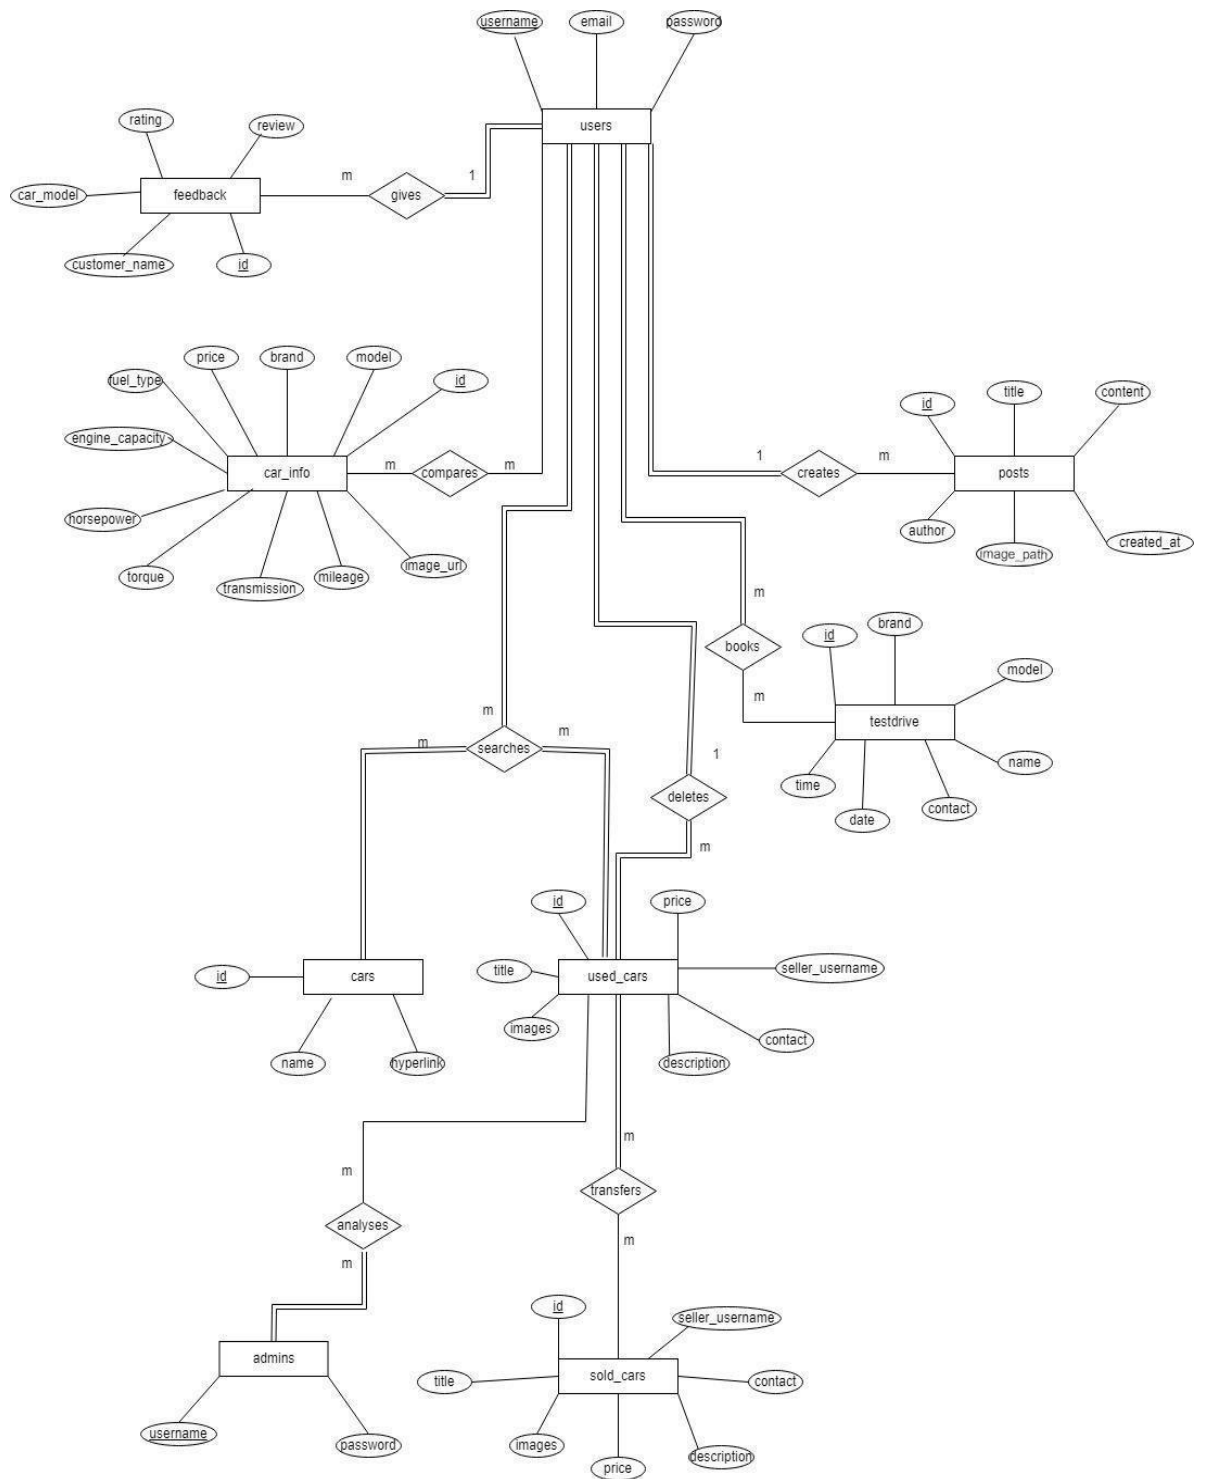 username
email
password
users
rating
review
feedback
car_model
customer_name
id
m
gives
1
price
brand
model
fuel_type
id
engine_capacity
car_info
m
compares
m
horsepower
torque
transmission
mileage
image_url
1
creates
m
id
title
content
posts
author
image_path
created_at
m
books
m
id
brand
model
testdrive
name
time
date
contact
m
m
searches
m
1
deletes
m
id
cars
name
hyperlink
id
price
title
used_cars
seller_username
images
contact
description
m
analyses
m
m
transfers
m
admins
username
password
id
seller_username
title
sold_cars
contact
images
price
description